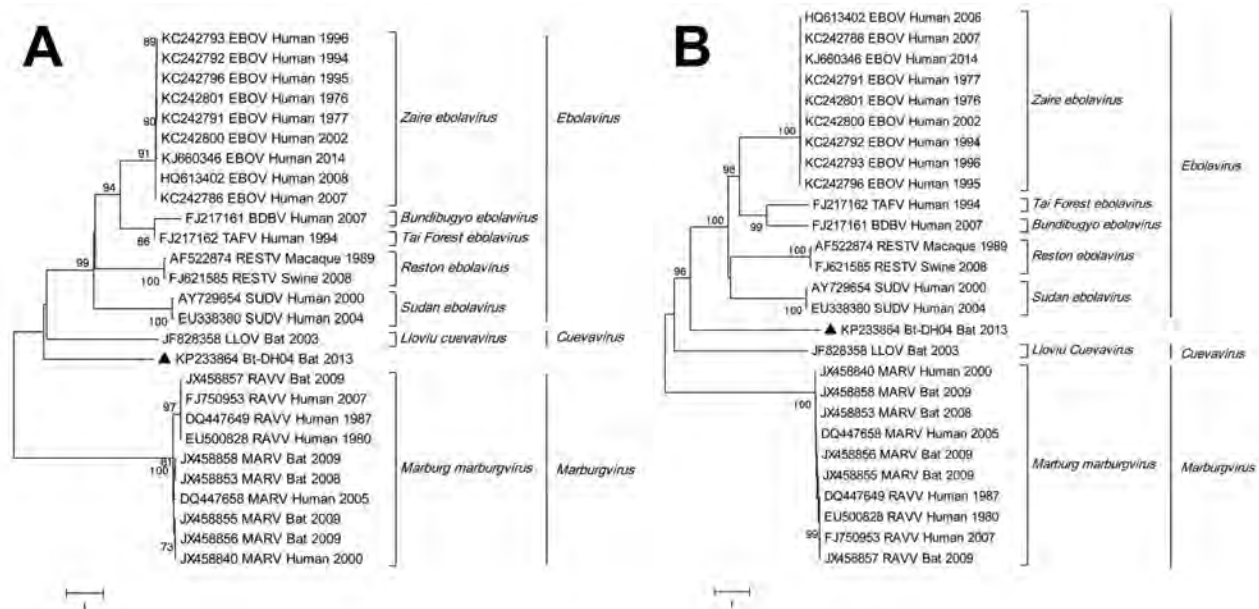 A
KC242793 EBOV Human 1996
KC242792 EBOV Human 1994
KC242796 EBOV Human 1995
KC242801 EBOV Human 1976
KC242791 EBOV Human 1977
KC242800 EBOV Human 2002
KJ660346 EBOV Human 2014
HQ613402 EBOV Human 2008
KC242786 EBOV Human 2007
FJ217161 BDBV Human 2007
FJ217162 TAFV Human 1994
AF522874 RESTV Macaque 1989
FJ621585 RESTV Swine 2008
AY729654 SUDV Human 2000
EU338380 SUDV Human 2004
JF828358 LLOV Bat 2003
KP233864 Bt-DH04 Bat 2013
JX458857 RAVV Bat 2009
FJ750953 RAVV Human 2007
DQ447649 RAVV Human 1987
EU500828 RAVV Human 1980
JX458858 MARV Bat 2009
JX458853 MARV Bat 2008
DQ447658 MARV Human 2005
JX458855 MARV Bat 2009
JX458856 MARV Bat 2009
JX458840 MARV Human 2000
89
90
91
94
86
99
100
100
97
81
100
73
Zaire ebolavirus
Bundibugyo ebolavirus
Tai Forest ebolavirus
Reston ebolavirus
Sudan ebolavirus
Lloviu cuevavirus
Marburg marburgvirus
Ebolavirus
Cuevavirus
Marburgvirus
B
HQ613402 EBOV Human 2006
KC242786 EBOV Human 2007
KJ660346 EBOV Human 2014
KC242791 EBOV Human 1977
KC242801 EBOV Human 1976
KC242800 EBOV Human 2002
KC242792 EBOV Human 1994
KC242793 EBOV Human 1996
KC242796 EBOV Human 1995
FJ217162 TAFV Human 1994
FJ217161 BDBV Human 2007
AF522874 RESTV Macaque 1989
FJ621585 RESTV Swine 2008
AY729654 SUDV Human 2000
EU338380 SUDV Human 2004
KP233864 Bt-DH04 Bat 2013
JF828358 LLOV Bat 2003
JX458840 MARV Human 2000
JX458858 MARV Bat 2009
JX458853 MARV Bat 2008
DQ447658 MARV Human 2005
JX458856 MARV Bat 2009
JX458855 MARV Bat 2009
DQ447649 RAVV Human 1987
EU500828 RAVV Human 1980
FJ750953 RAVV Human 2007
JX458857 RAVV Bat 2009
100
98
99
100
100
96
100
100
99
Zaire ebolavirus
Tai Forest ebolavirus
Bundibugyo ebolavirus
Reston ebolavirus
Sudan ebolavirus
Lloviu Cuevavirus
Marburg marburgvirus
Ebolavirus
Cuevavirus
Marburgvirus